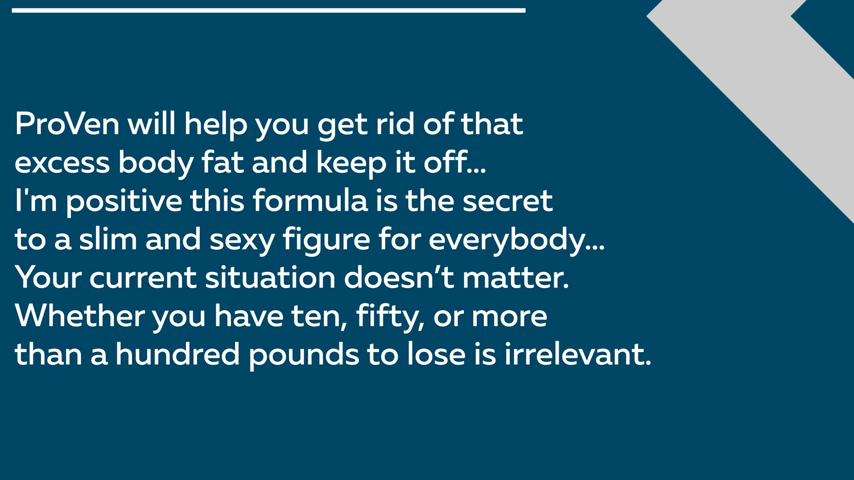 ProVen will help you get rid of that
excess body fat and keep it off...
I'm positive this formula is the secret
to a slim and sexy figure for everybody...
Your current situation doesn’t matter.
Whether you have ten, fifty, or more
than a hundred pounds to lose is irrelevant.